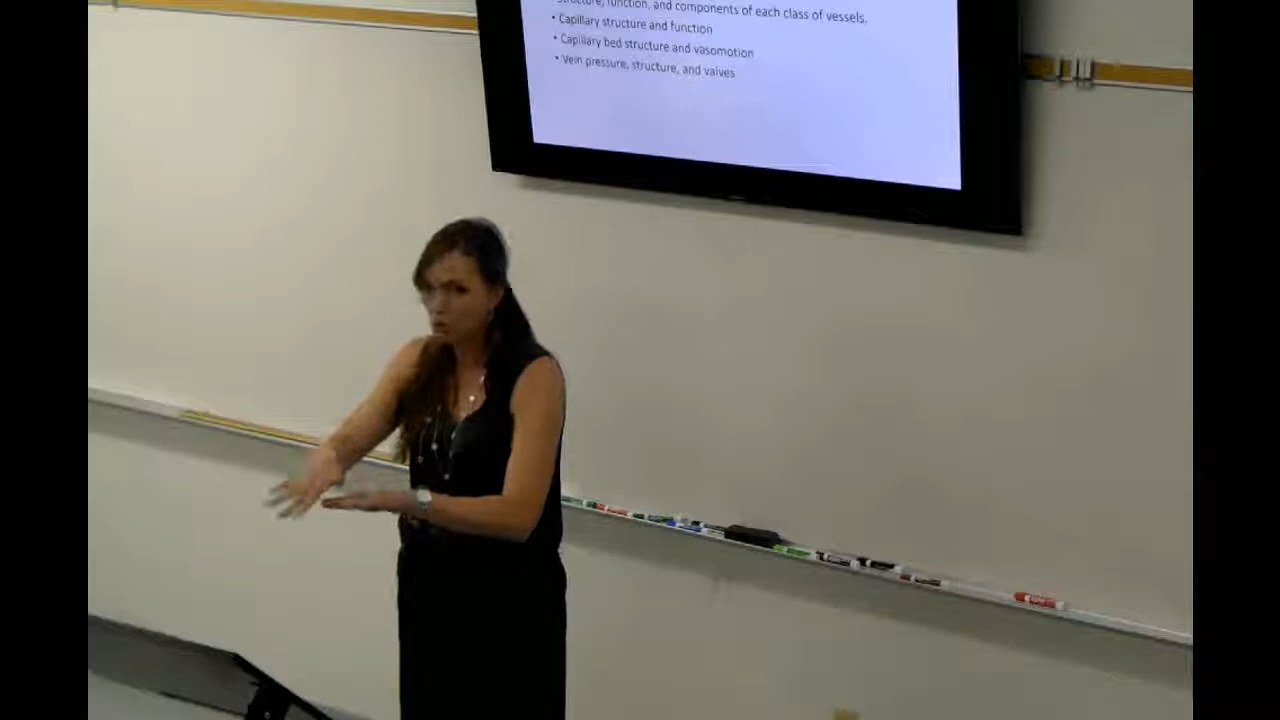 Structure, function, and components of each class of vessels.
• Capillary structure and function
• Capillary bed structure and vasomotion
• Vein pressure, structure, and valves